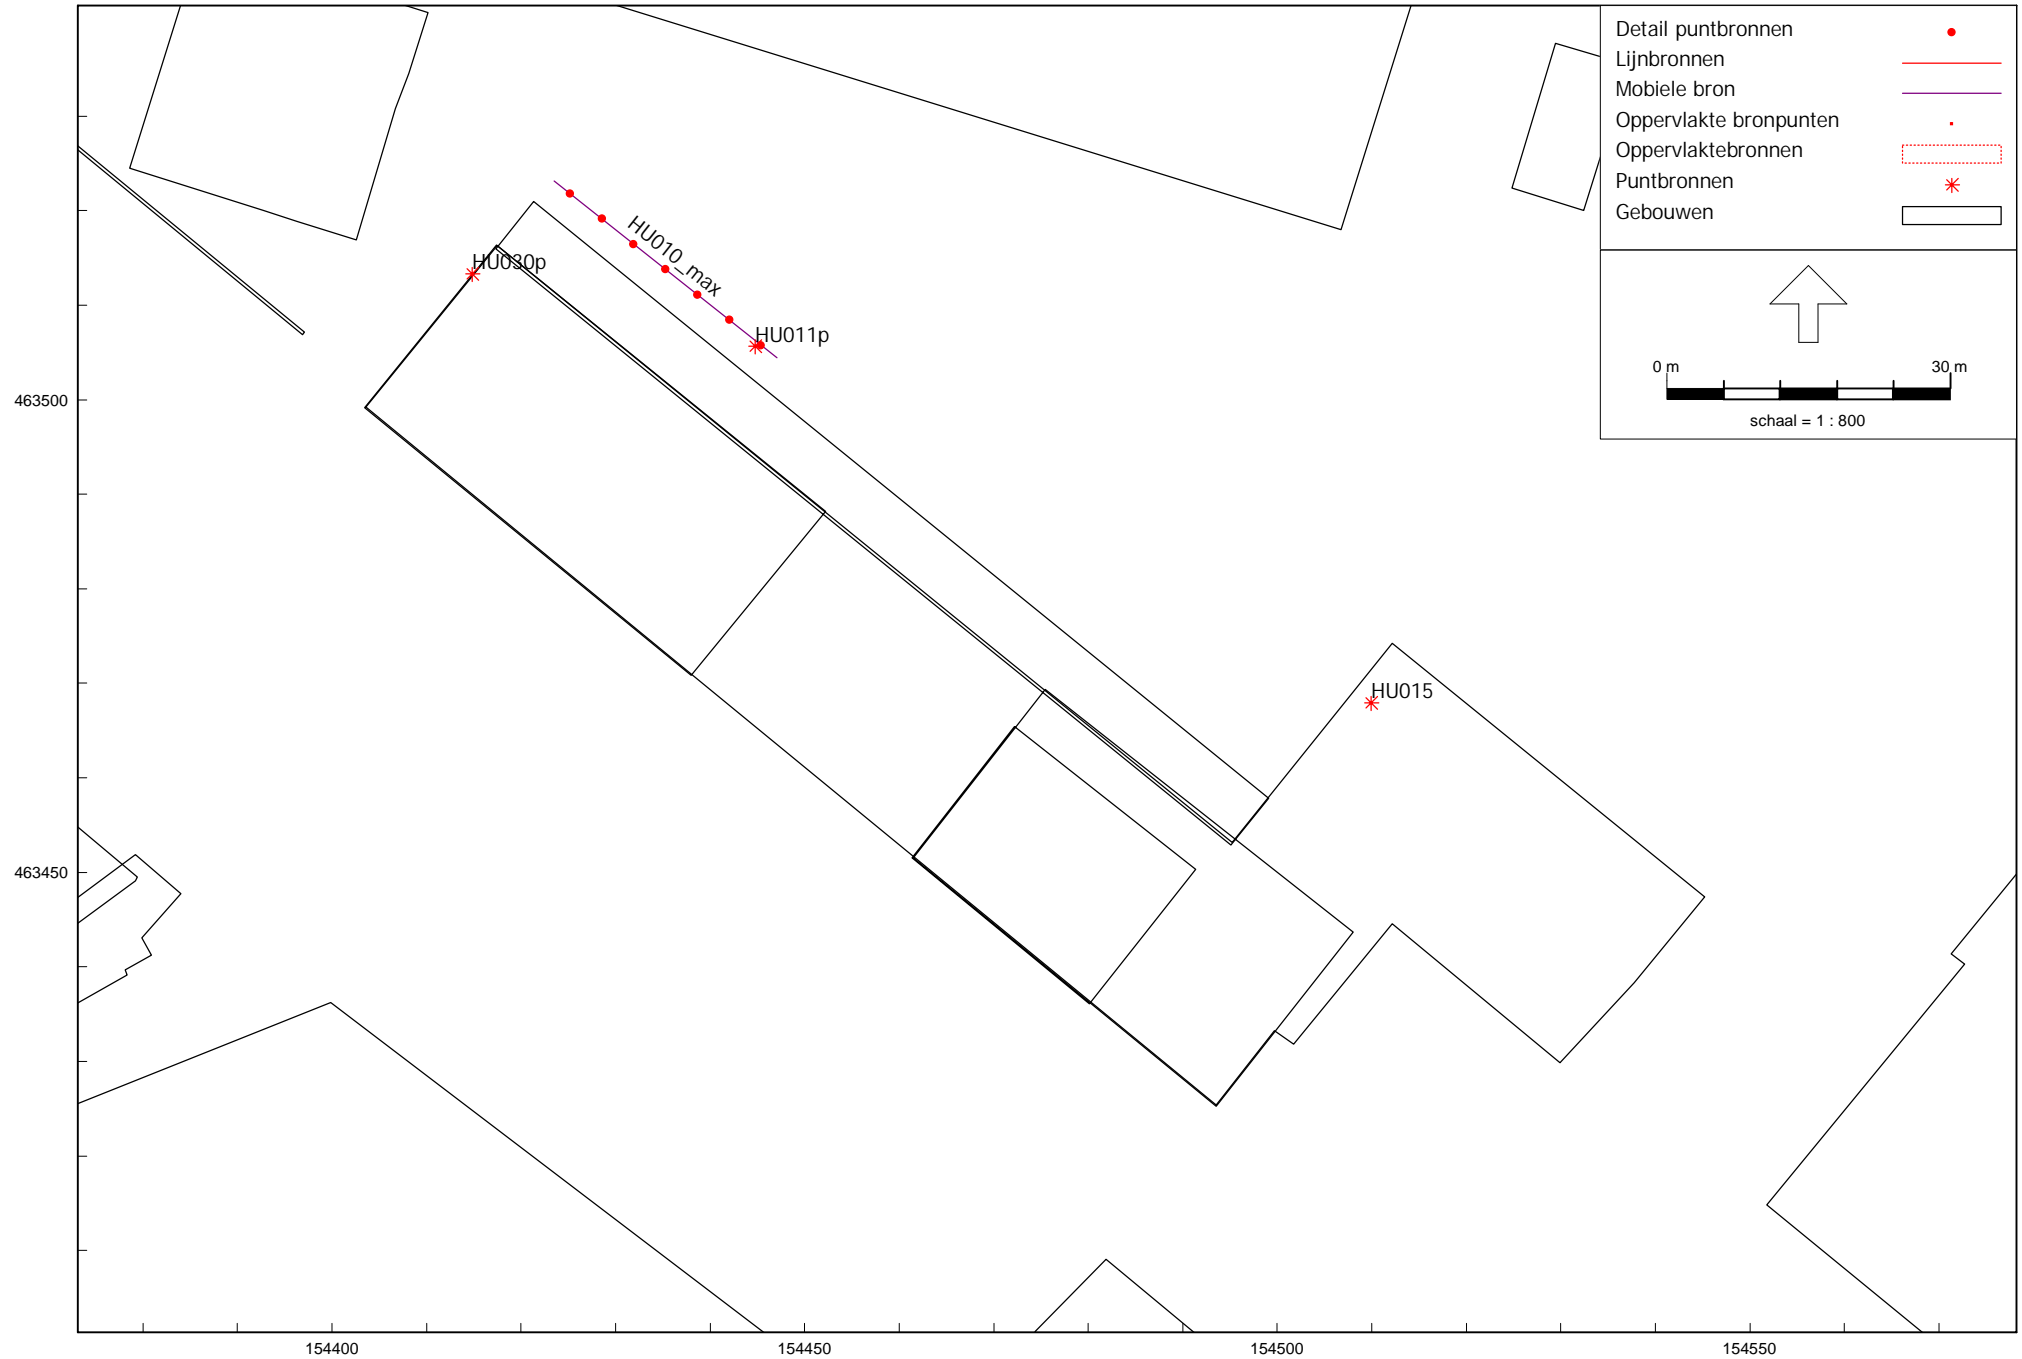 Detail puntbronnen
Lijnbronnen
Mobiele bron
Oppervlakte bronpunten
Oppervlaktebronnen
Puntbronnen
Gebouwen
0 m 30 m
schaal = 1 : 800
HU010_max
HU030p
HU011p
HU015
463500
463450
154400 154450 154500 154550